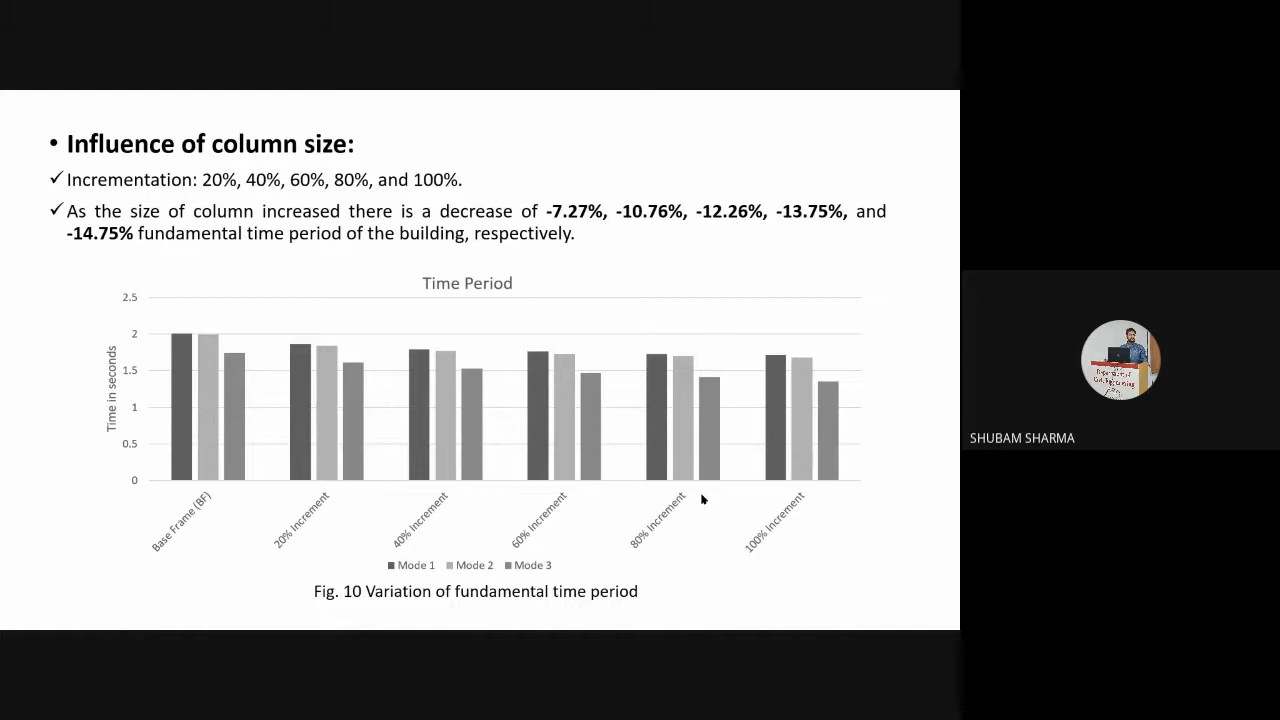 • Influence of column size:
✓ Incrementation: 20%, 40%, 60%, 80%, and 100%.
✓ As the size of column increased there is a decrease of -7.27%, -10.76%, -12.26%, -13.75%, and
-14.75% fundamental time period of the building, respectively.
Time Period
2.5
2
1.5
1
0.5
0
Time in seconds
Base Frame (BF)
20% Increment
40% Increment
60% Increment
80% Increment
100% Increment
Mode 1 Mode 2 Mode 3
Fig. 10 Variation of fundamental time period
SHUBAM SHARMA